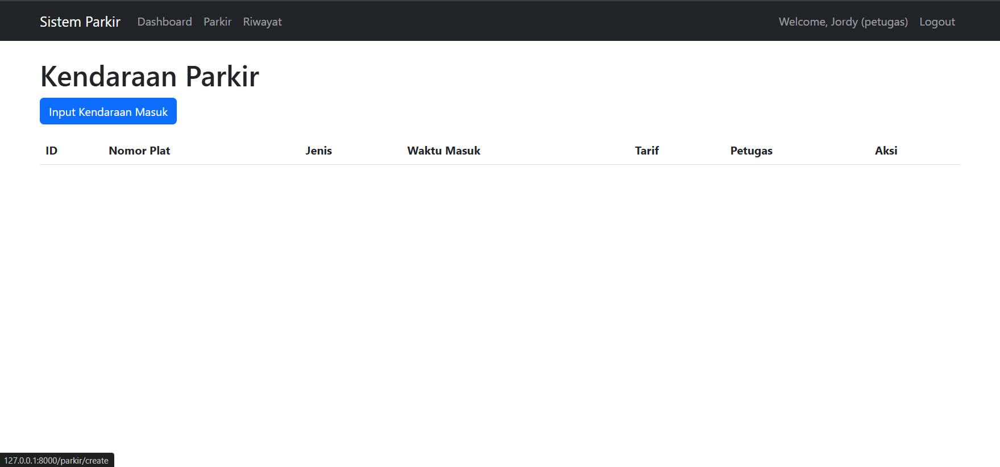 Sistem Parkir Dashboard Parkir Riwayat Welcome, Jordy (petugas) Logout
Kendaraan Parkir
Input Kendaraan Masuk
ID Nomor Plat Jenis Waktu Masuk Tarif Petugas Aksi
127.0.0.1:8000/parkir/create